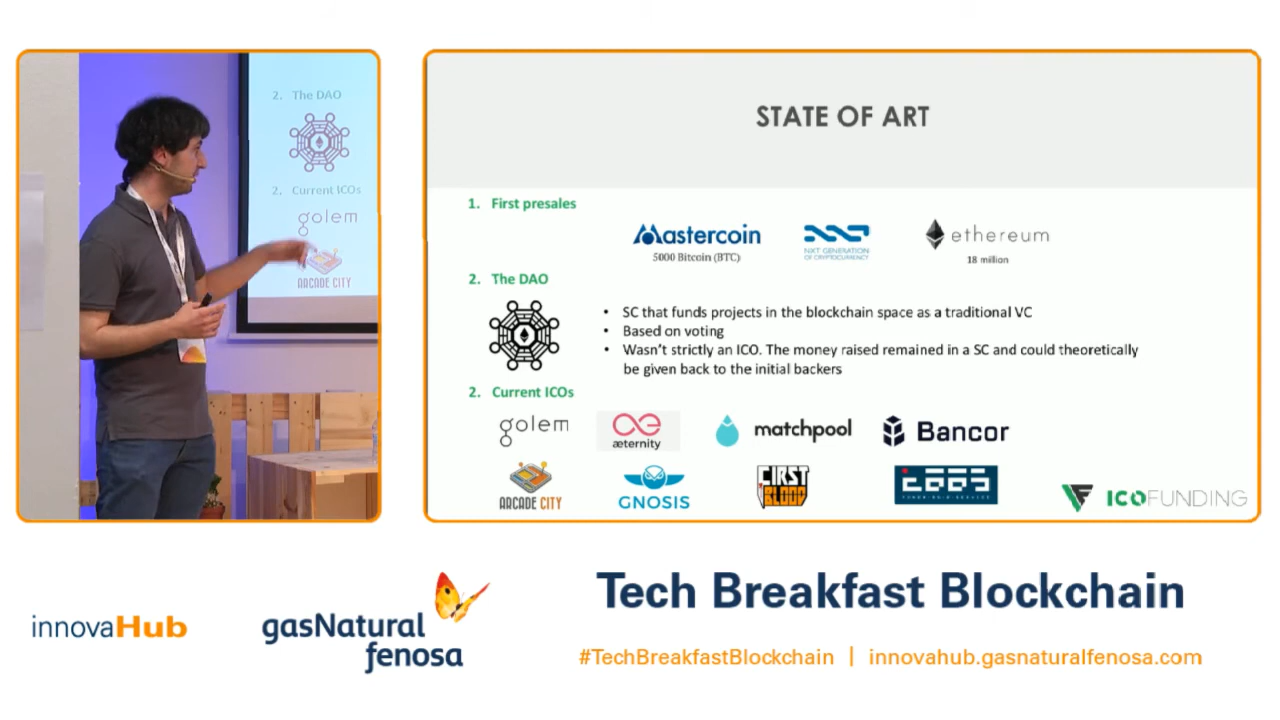 2. The DAO
2. Current ICOs
golem
ARCADE CITY
STATE OF ART
1. First presales
Mastercoin
5000 Bitcoin (BTC)
NXT GENERATION
OF CRYPTOCURRENCY
ethereum
18 million
2. The DAO
• SC that funds projects in the blockchain space as a traditional VC
• Based on voting
• Wasn't strictly an ICO. The money raised remained in a SC and could theoretically
be given back to the initial backers
2. Current ICOs
golem
æternity
matchpool
Bancor
ARCADE CITY
GNOSIS
FIRST
BLOOD
ICOFUNDING
innovaHub
gasNatural
fenosa
Tech Breakfast Blockchain
#TechBreakfastBlockchain | innovahub.gasnaturalfenosa.com